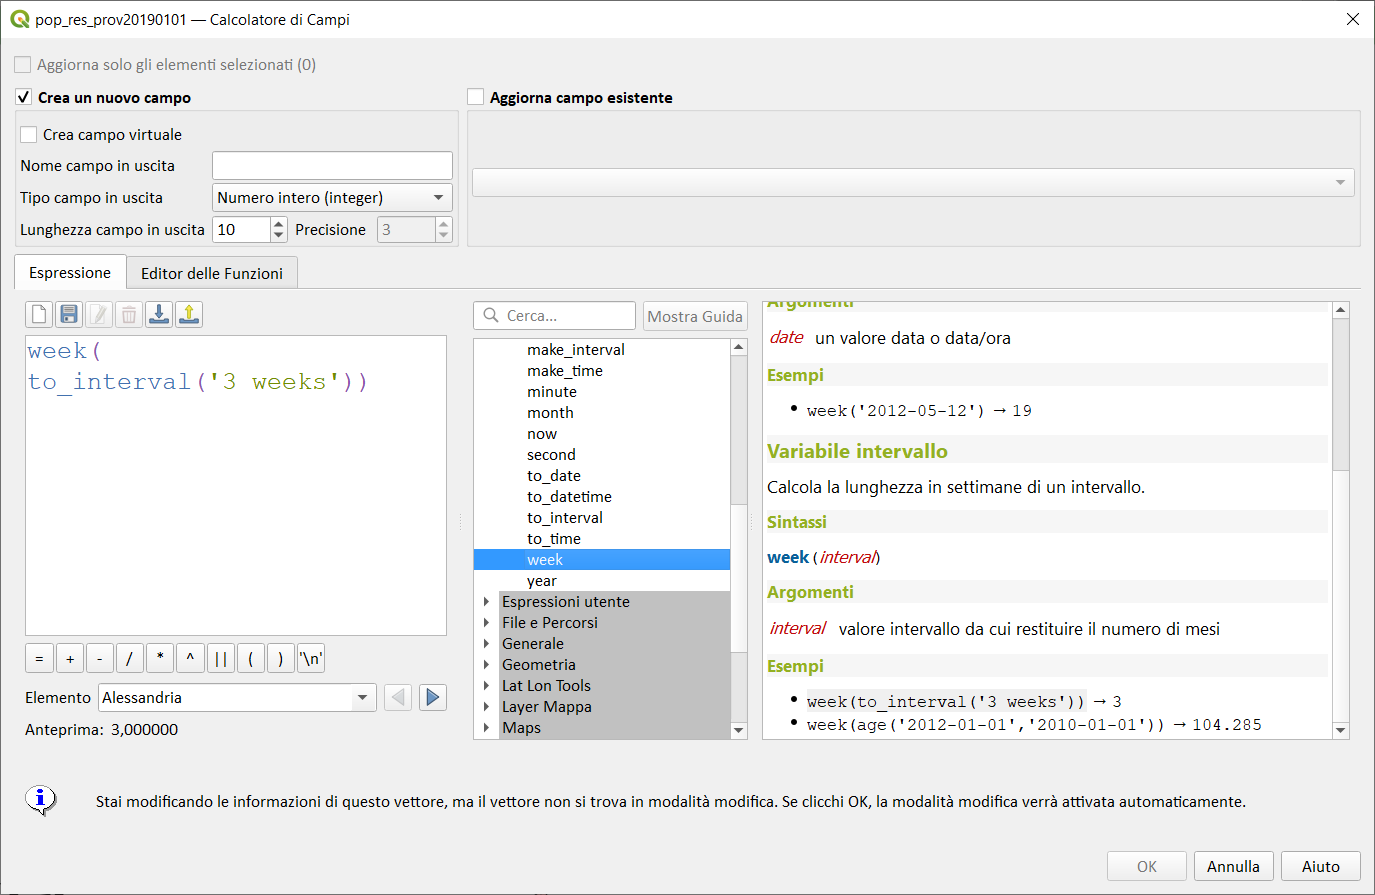 pop_res_prov20190101 — Calcolatore di Campi
Aggiorna solo gli elementi selezionati (0)
Crea un nuovo campo
Aggiorna campo esistente
Crea campo virtuale
Nome campo in uscita
Tipo campo in uscita Numero intero (integer)
Lunghezza campo in uscita 10 Precisione 3
Espressione Editor delle Funzioni
week(
to_interval('3 weeks'))
= + - / * ^ || ( ) '\n'
Elemento Alessandria
Anteprima: 3,000000
Cerca... Mostra Guida
make_interval
make_time
minute
month
now
second
to_date
to_datetime
to_interval
to_time
week
year
Espressioni utente
File e Percorsi
Generale
Geometria
Lat Lon Tools
Layer Mappa
Maps
Argomenti
date un valore data o data/ora
Esempi
• week('2012-05-12') → 19
Variabile intervallo
Calcola la lunghezza in settimane di un intervallo.
Sintassi
week(interval)
Argomenti
interval valore intervallo da cui restituire il numero di mesi
Esempi
• week(to_interval('3 weeks')) → 3
• week(age('2012-01-01','2010-01-01')) → 104.285
Stai modificando le informazioni di questo vettore, ma il vettore non si trova in modalità modifica. Se clicchi OK, la modalità modifica verrà attivata automaticamente.
OK Annulla Aiuto